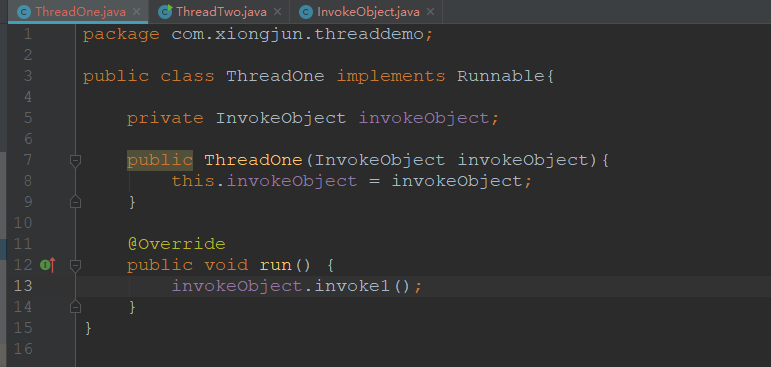 ThreadOne.java × ThreadTwo.java × InvokeObject.java ×
1 package com.xiongjun.threaddemo;
2
3 public class ThreadOne implements Runnable{
4
5     private InvokeObject invokeObject;
6
7     public ThreadOne(InvokeObject invokeObject){
8         this.invokeObject = invokeObject;
9     }
10
11     @Override
12     public void run() {
13         invokeObject.invoke1();
14     }
15 }
16